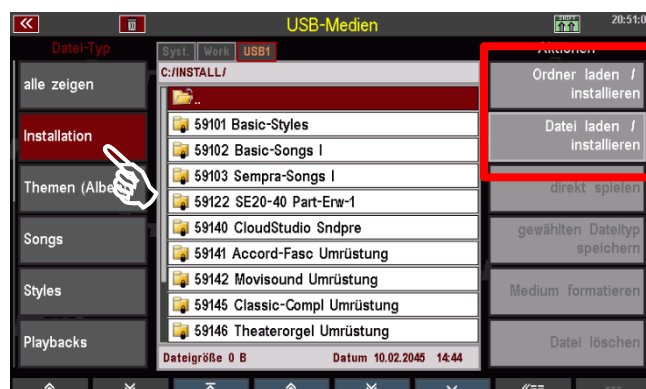 USB-Medien
20:51:0
Datei-Typ
Syst. Work USB1
Aktionen
C:/INSTALL/
alle zeigen
..
Ordner laden / installieren
59101 Basic-Styles
Installation
59102 Basic-Songs I
Datei laden / installieren
59103 Sempra-Songs I
Themen (Albe
59122 SE20-40 Part-Erw-1
direkt spielen
59140 CloudStudio Sndpre
Songs
59141 Accord-Fasc Umrüstung
gewählten Dateityp speichern
59142 Movisound Umrüstung
Styles
59145 Classic-Compl Umrüstung
Medium formatieren
59146 Theaterorgel Umrüstung
Playbacks
Dateigröße 0 B Datum 10.02.2045 14:44
Datei löschen